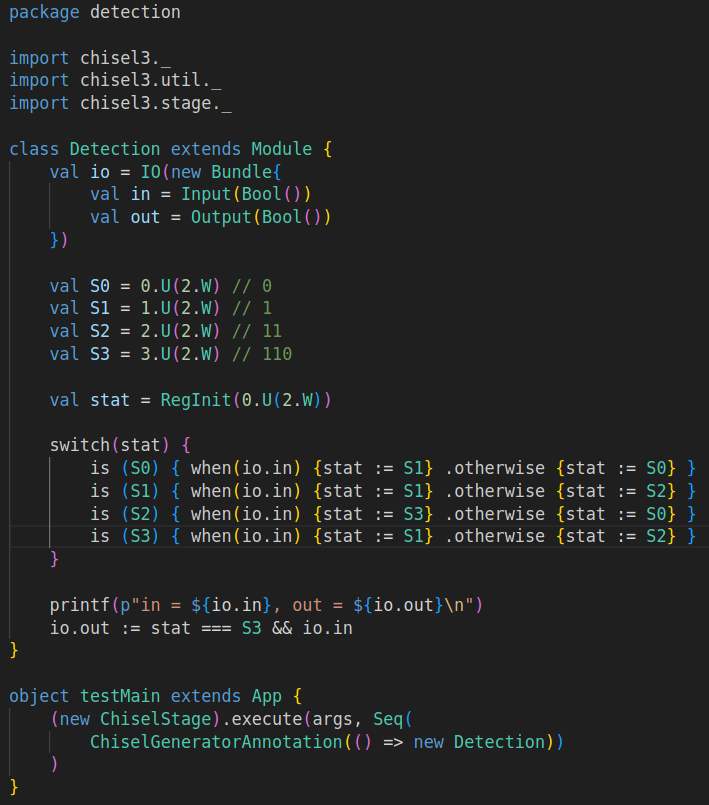 package detection
import chisel3._
import chisel3.util._
import chisel3.stage._
class Detection extends Module {
    val io = IO(new Bundle{
        val in = Input(Bool())
        val out = Output(Bool())
    })
    val S0 = 0.U(2.W) // 0
    val S1 = 1.U(2.W) // 1
    val S2 = 2.U(2.W) // 11
    val S3 = 3.U(2.W) // 110
    val stat = RegInit(0.U(2.W))
    switch(stat) {
        is (S0) { when(io.in) {stat := S1} .otherwise {stat := S0} }
        is (S1) { when(io.in) {stat := S1} .otherwise {stat := S2} }
        is (S2) { when(io.in) {stat := S3} .otherwise {stat := S0} }
        is (S3) { when(io.in) {stat := S1} .otherwise {stat := S2} }
    }
    printf(p"in = ${io.in}, out = ${io.out}\n")
    io.out := stat === S3 && io.in
}
object testMain extends App {
    (new ChiselStage).execute(args, Seq(
        ChiselGeneratorAnnotation(() => new Detection))
    )
}